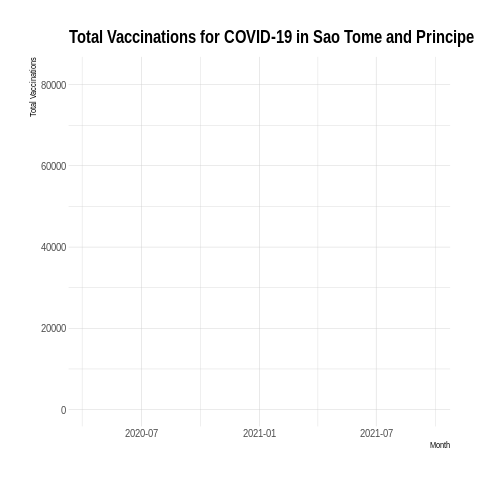 Total Vaccinations for COVID-19 in Sao Tome and Principe
Total Vaccinations
80000
60000
40000
20000
0
2020-07 2021-01 2021-07
Month